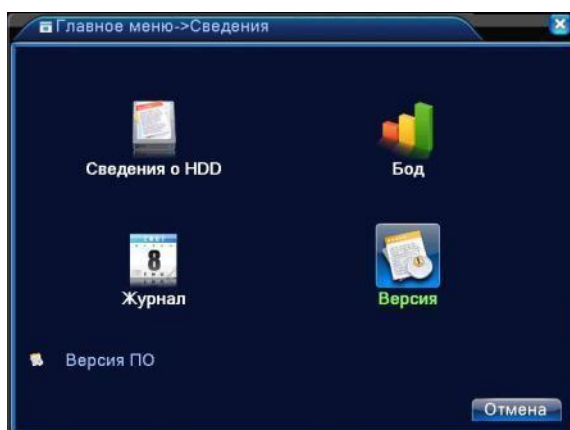 Главное меню->Сведения
Сведения о HDD
Бод
8
Журнал
Версия
Версия ПО
Отмена